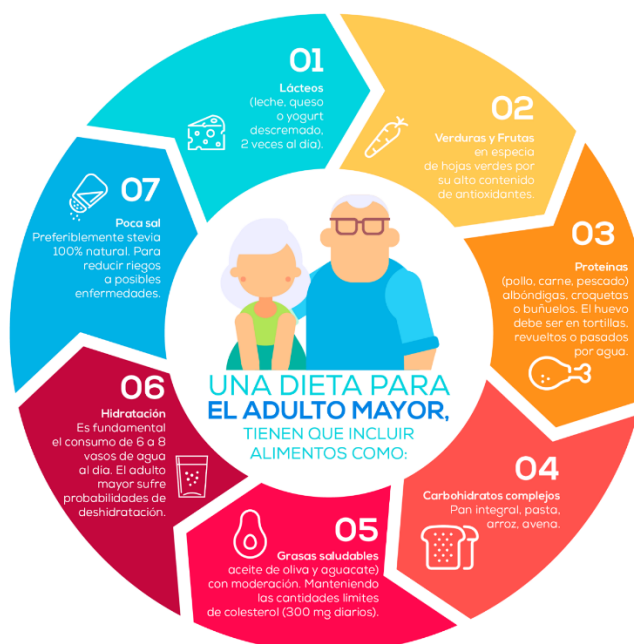 01
Lácteos
(leche, queso
o yogurt
descremado,
2 veces al día).
02
Verduras y Frutas
en especia
de hojas verdes por
su alto contenido
de antioxidantes.
03
Proteínas
(pollo, carne, pescado)
albóndigas, croquetas
o buñuelos. El huevo
debe ser en tortillas,
revueltos o pasados
por agua.
04
Carbohidratos complejos
Pan integral, pasta,
arroz, avena.
05
Grasas saludables
aceite de oliva y aguacate)
con moderación. Manteniendo
las cantidades límites
de colesterol (300 mg diarios).
06
Hidratación
Es fundamental
el consumo de 6 a 8
vasos de agua
al día. El adulto
mayor sufre
probabilidades de
deshidratación.
07
Poca sal
Preferiblemente stevia
100% natural. Para
reducir riegos
a posibles
enfermedades.
UNA DIETA PARA
EL ADULTO MAYOR,
TIENEN QUE INCLUIR
ALIMENTOS COMO: